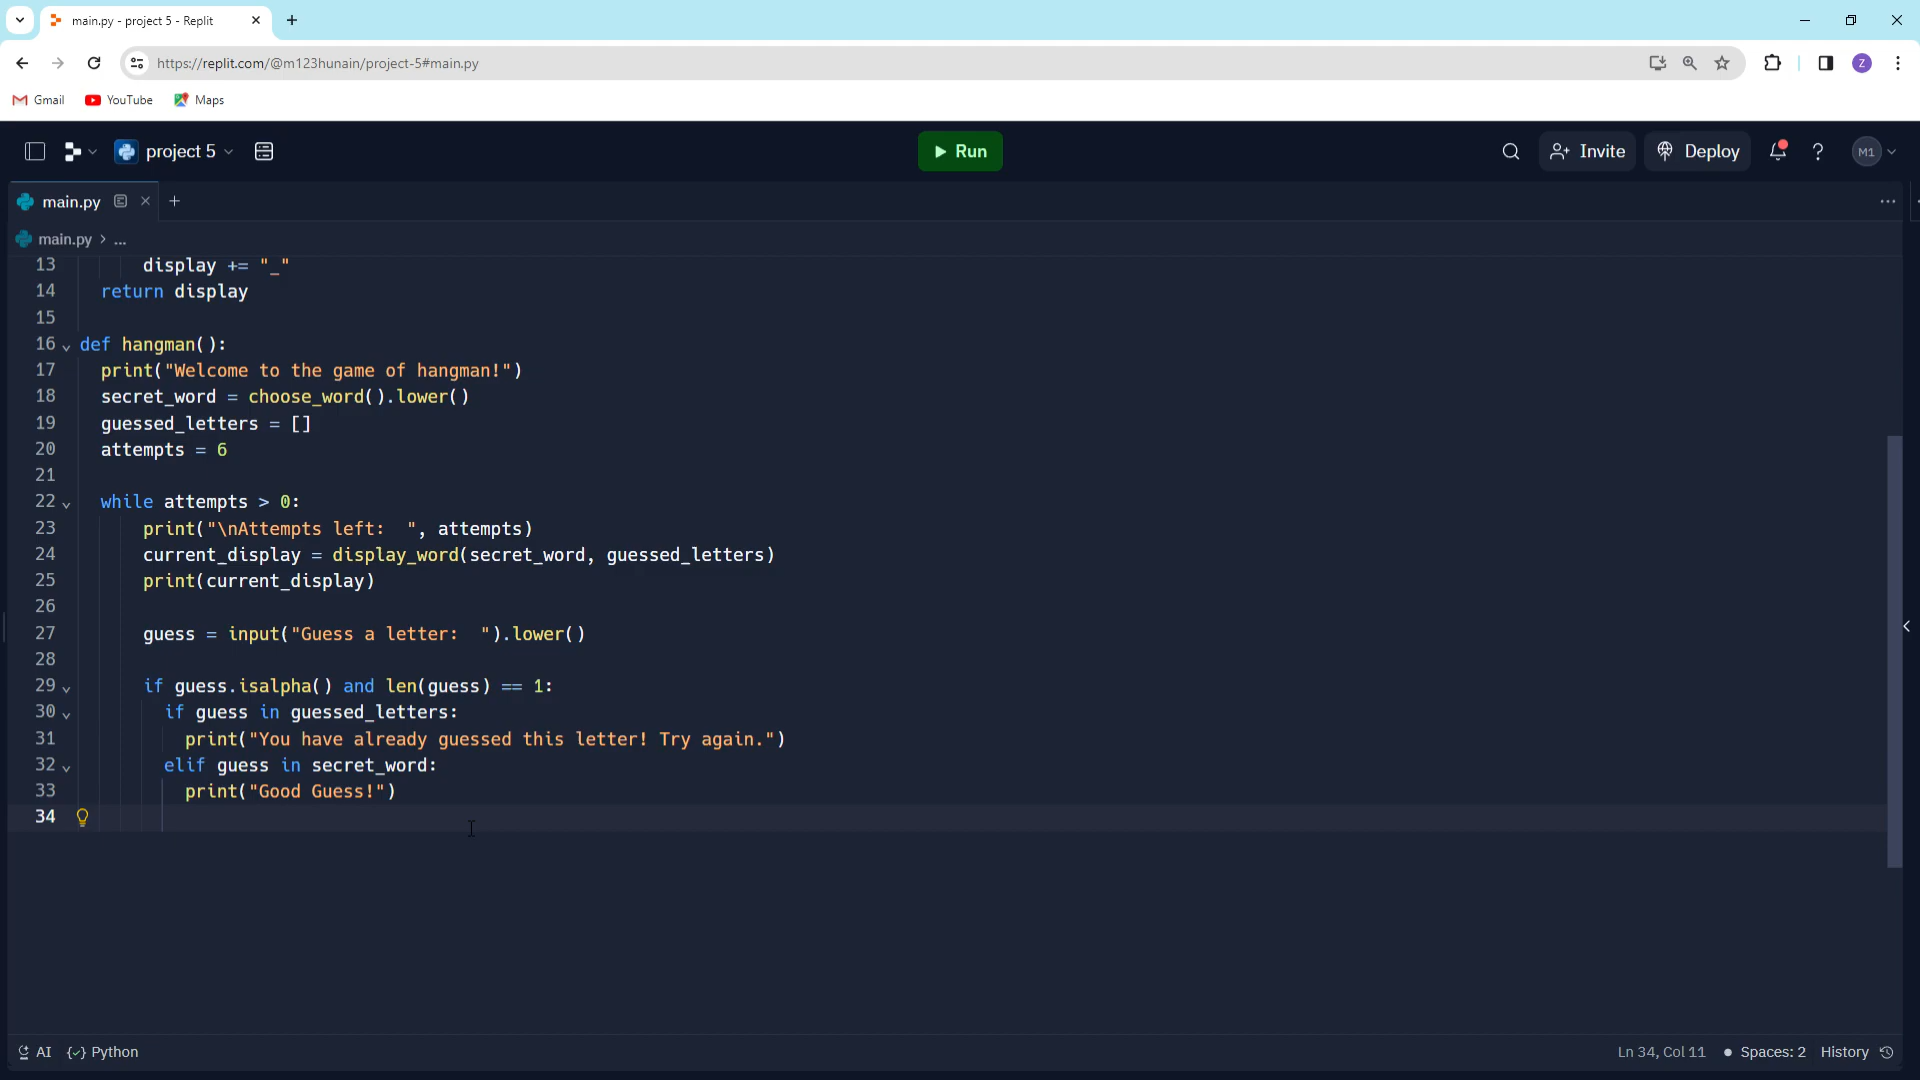 main.py - project 5 - Replit
https://replit.com/@m123hunain/project-5#main.py
Z
Gmail
YouTube
Maps
project 5
Run
Invite
Deploy
?
M1
main.py
main.py > ...
13 display += "_"
14 return display
15
16 def hangman():
17 print("Welcome to the game of hangman!")
18 secret_word = choose_word().lower()
19 guessed_letters = []
20 attempts = 6
21
22 while attempts > 0:
23 print("\nAttempts left:  ", attempts)
24 current_display = display_word(secret_word, guessed_letters)
25 print(current_display)
26
27 guess = input("Guess a letter:  ").lower()
28
29 if guess.isalpha() and len(guess) == 1:
30 if guess in guessed_letters:
31 print("You have already guessed this letter! Try again.")
32 elif guess in secret_word:
33 print("Good Guess!")
34
AI
Python
Ln 34, Col 11
Spaces: 2
History